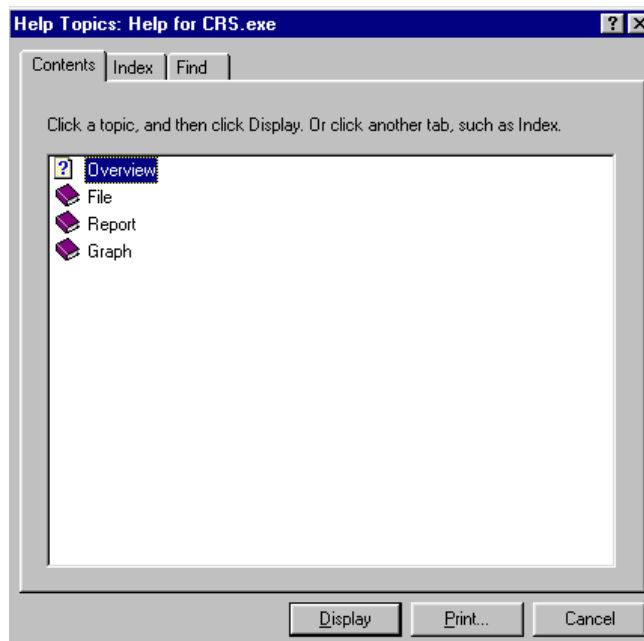 Help Topics: Help for CRS.exe
Contents Index Find
Click a topic, and then click Display. Or click another tab, such as Index.
Overview
File
Report
Graph
Display Print... Cancel